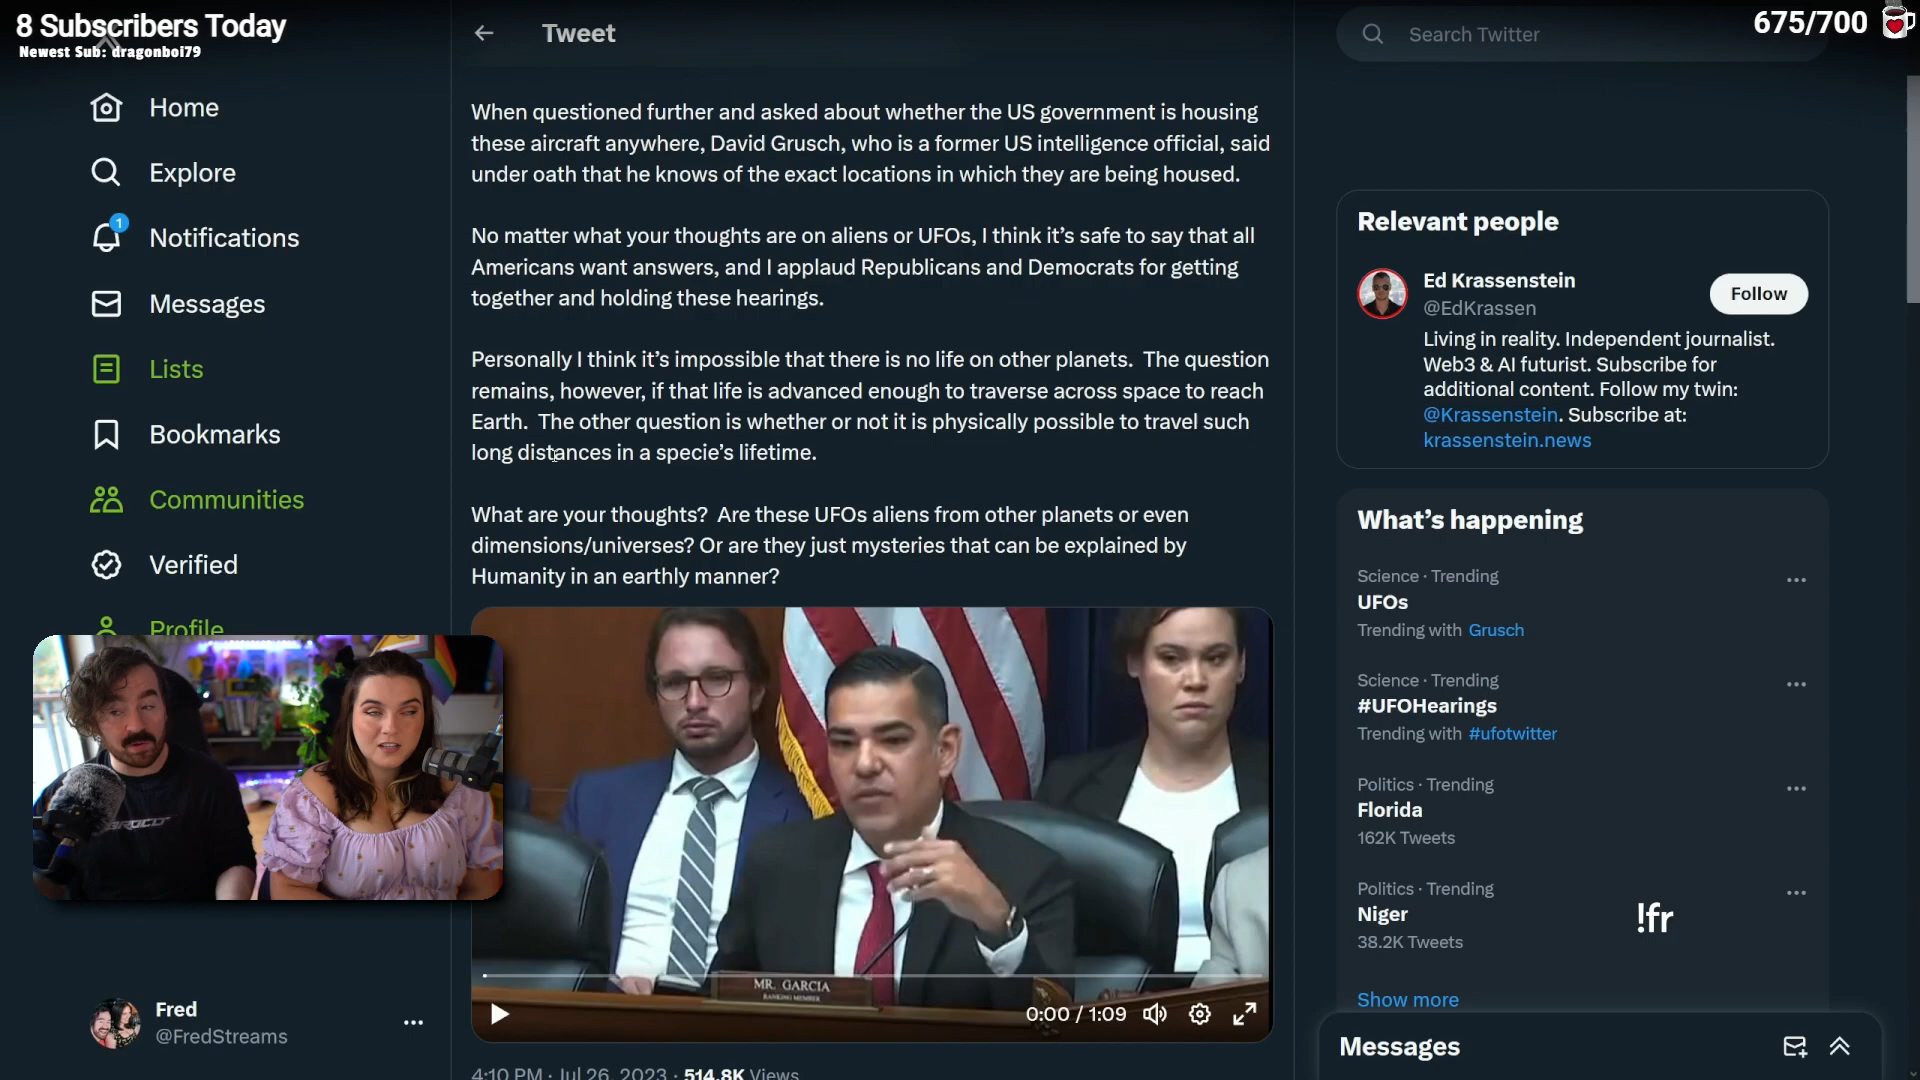 8 Subscribers Today
Newest Sub: dragonboi79
Home
Explore
1
Notifications
Messages
Lists
Bookmarks
Communities
Verified
Profile
Fred
@FredStreams
Tweet
When questioned further and asked about whether the US government is housing
these aircraft anywhere, David Grusch, who is a former US intelligence official, said
under oath that he knows of the exact locations in which they are being housed.
No matter what your thoughts are on aliens or UFOs, I think it’s safe to say that all
Americans want answers, and I applaud Republicans and Democrats for getting
together and holding these hearings.
Personally I think it’s impossible that there is no life on other planets. The question
remains, however, if that life is advanced enough to traverse across space to reach
Earth. The other question is whether or not it is physically possible to travel such
long distances in a specie’s lifetime.
What are your thoughts? Are these UFOs aliens from other planets or even
dimensions/universes? Or are they just mysteries that can be explained by
Humanity in an earthly manner?
MR. GARCIA
RANKING MEMBER
0:00 / 1:09
4:10 PM · Jul 26, 2023 · 514.8K Views
675/700
Search Twitter
Relevant people
Ed Krassenstein
@EdKrassen
Follow
Living in reality. Independent journalist.
Web3 & AI futurist. Subscribe for
additional content. Follow my twin:
@Krassenstein. Subscribe at:
krassenstein.news
What’s happening
Science · Trending
UFOs
Trending with Grusch
Science · Trending
#UFOHearings
Trending with #ufotwitter
Politics · Trending
Florida
162K Tweets
Politics · Trending
Niger
38.2K Tweets
!fr
Show more
Messages